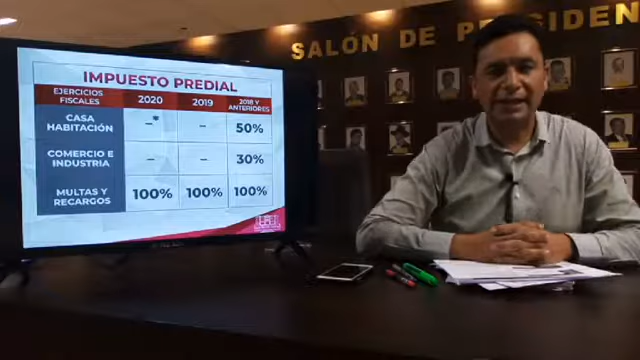 SALÓN DE PRESIDEN
IMPUESTO PREDIAL
EJERCICIOS FISCALES 2020 2019 2018 Y ANTERIORES
CASA HABITACIÓN - - 50%
COMERCIO E INDUSTRIA - - 30%
MULTAS Y RECARGOS 100% 100% 100%